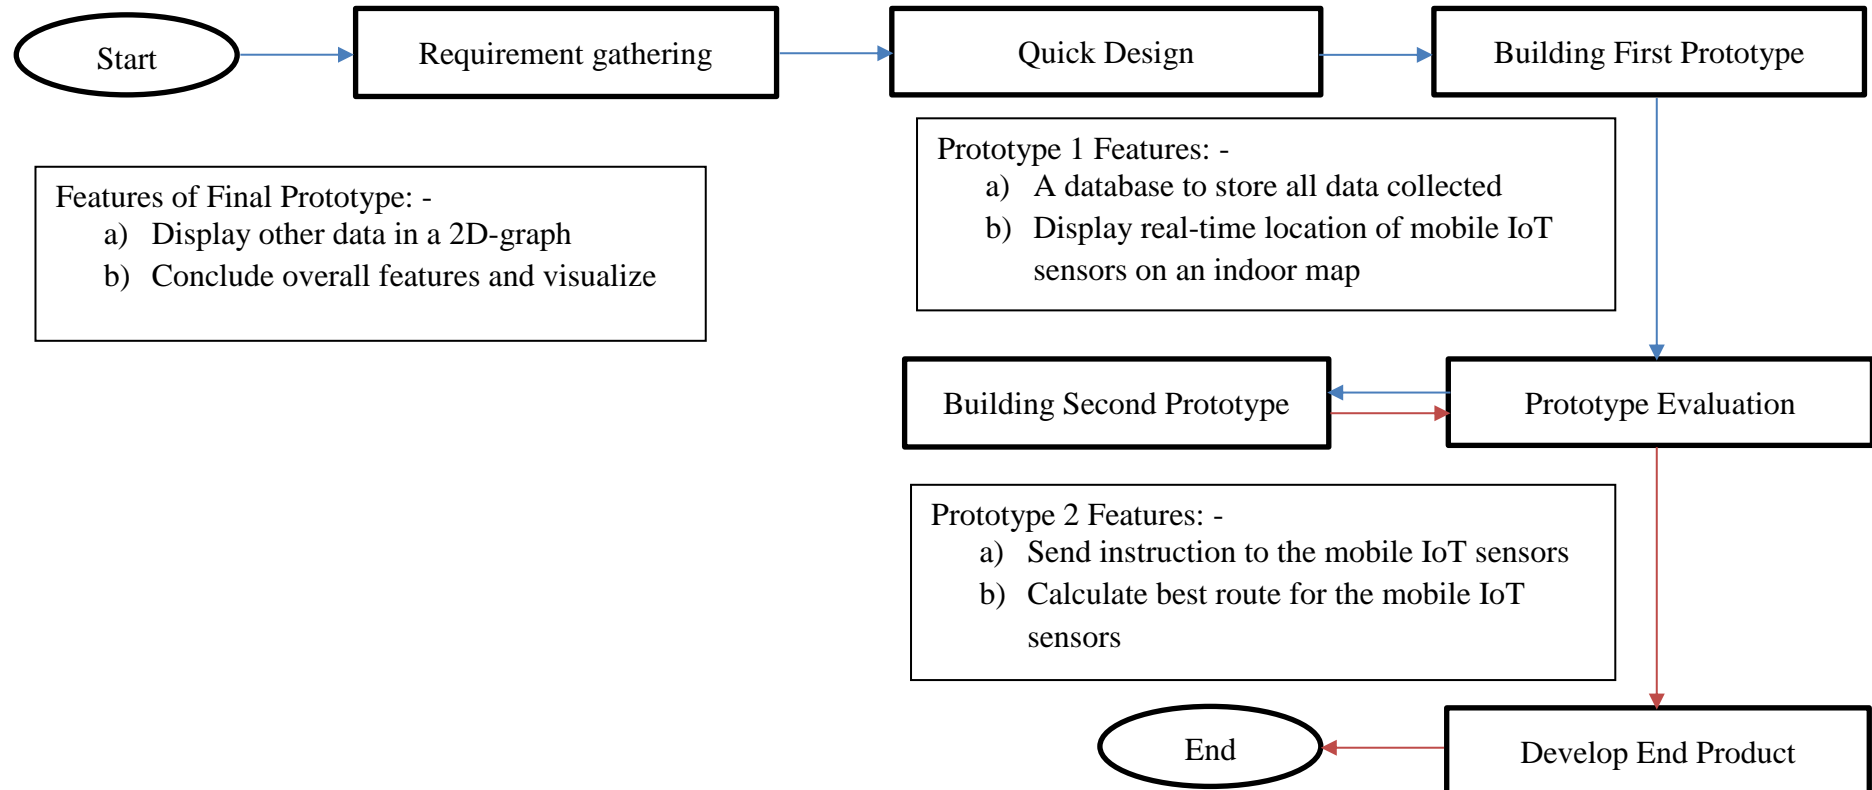 Start
Requirement gathering
Quick Design
Building First Prototype
Features of Final Prototype: -
a) Display other data in a 2D-graph
b) Conclude overall features and visualize
Prototype 1 Features: -
a) A database to store all data collected
b) Display real-time location of mobile IoT
sensors on an indoor map
Building Second Prototype
Prototype Evaluation
Prototype 2 Features: -
a) Send instruction to the mobile IoT sensors
b) Calculate best route for the mobile IoT
sensors
End
Develop End Product